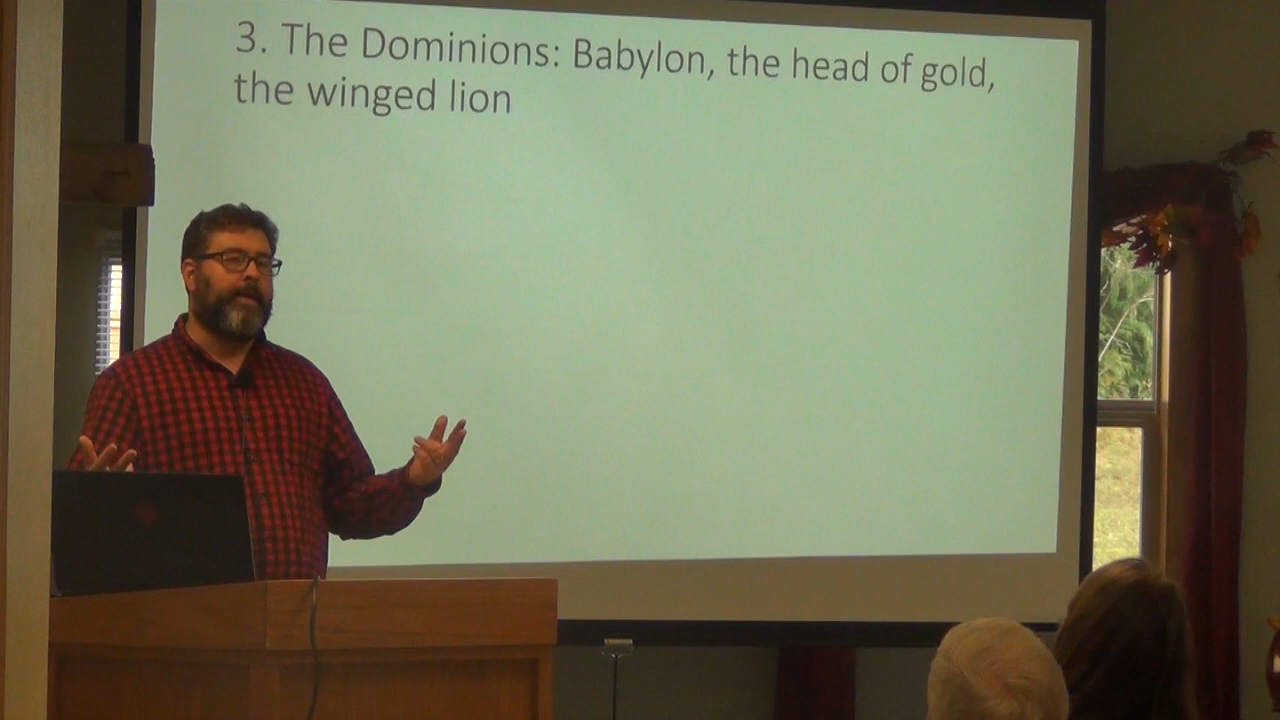 3. The Dominions: Babylon, the head of gold,
the winged lion